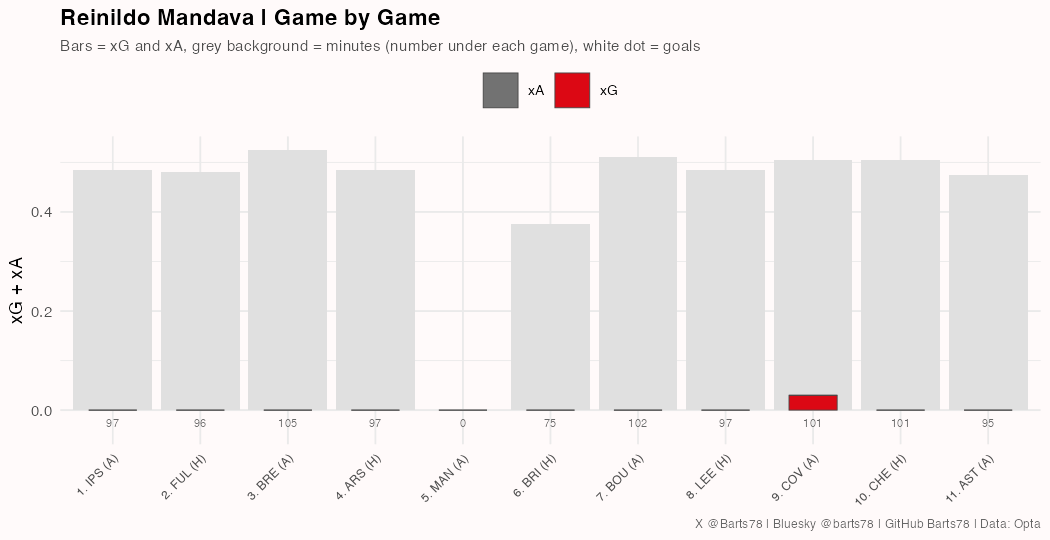 Reinildo Mandava | Game by Game
Bars = xG and xA, grey background = minutes (number under each game), white dot = goals
xA xG
xG + xA
0.4
0.2
0.0
97 96 105 97 0 75 102 97 101 101 95
1. IPS (A) 2. FUL (H) 3. BRE (A) 4. ARS (H) 5. MAN (A) 6. BRI (H) 7. BOU (A) 8. LEE (H) 9. COV (A) 10. CHE (H) 11. AST (A)
X @Barts78 | Bluesky @barts78 | GitHub Barts78 | Data: Opta